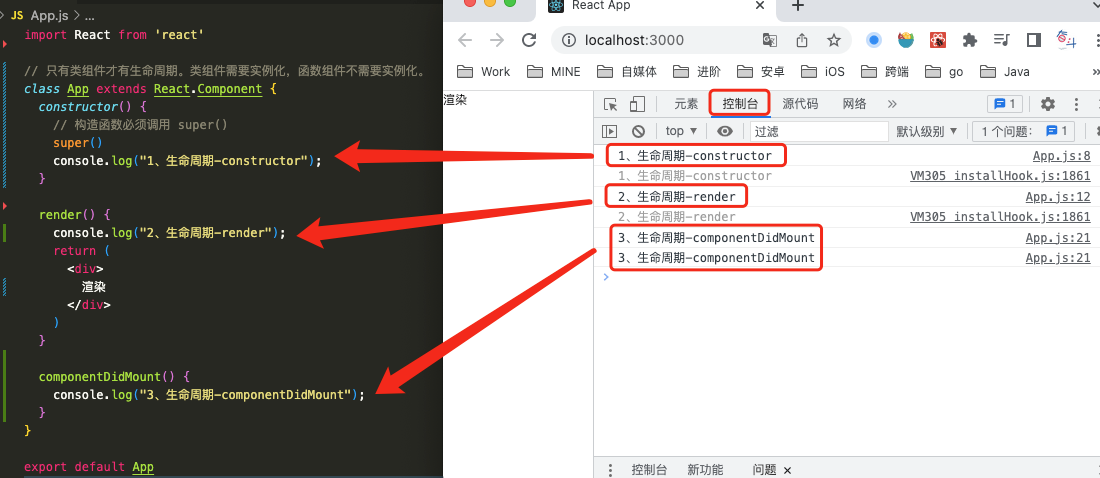 JS App.js > ...
import React from 'react'
// 只有类组件才有生命周期。类组件需要实例化，函数组件不需要实例化。
class App extends React.Component {
constructor() {
// 构造函数必须调用 super()
super()
console.log("1、生命周期-constructor");
}
render() {
console.log("2、生命周期-render");
return (
<div>
渲染
</div>
)
}
componentDidMount() {
console.log("3、生命周期-componentDidMount");
}
}
export default App
React App
localhost:3000
Work MINE 自媒体 进阶 安卓 iOS 跨端 go Java »
渲染
元素 控制台 源代码 网络 » 1
top ▼ 过滤 默认级别 ▼ 1 个问题： 1
1、生命周期-constructor App.js:8
1、生命周期-constructor VM305 installHook.js:1861
2、生命周期-render App.js:12
2、生命周期-render VM305 installHook.js:1861
3、生命周期-componentDidMount App.js:21
3、生命周期-componentDidMount App.js:21
>
控制台 新功能 问题 ×